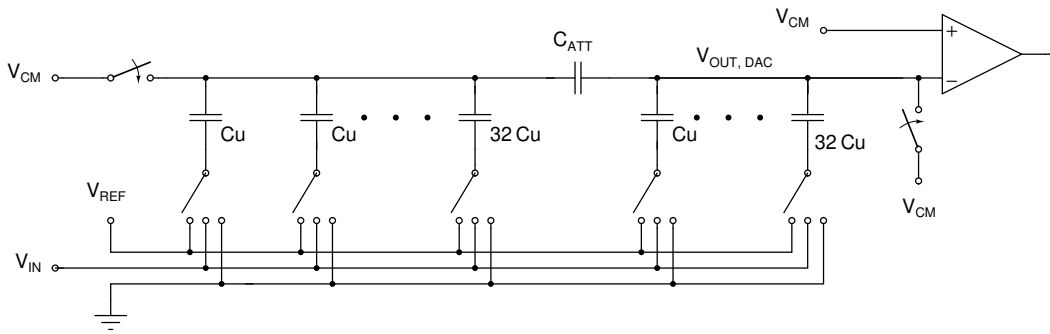 V_CM
C_ATT
V_CM
V_OUT, DAC
+
−
Cu
Cu
32 Cu
Cu
32 Cu
V_REF
V_CM
V_IN